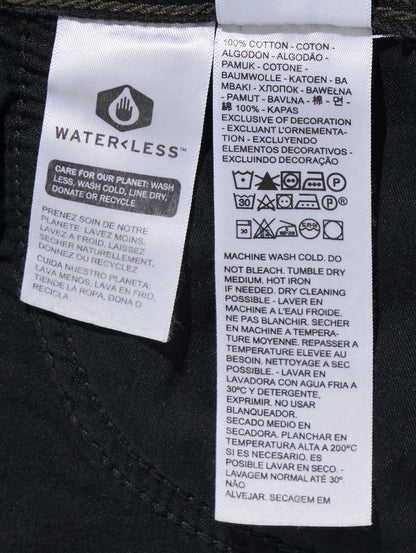 WATER<LESS™
CARE FOR OUR PLANET: WASH
LESS, WASH COLD, LINE DRY,
DONATE OR RECYCLE.
PRENEZ SOIN DE NOTRE
PLANETE: LAVEZ MOINS,
LAVEZ A FROID, LAISSEZ
SECHER NATURELLEMENT,
DONNEZ OU RECYCLEZ
CUIDA NUESTRO PLANETA:
LAVA MENOS, LAVA EN FRIO,
TIENDE LA ROPA, DONA O
RECICLA.
100% COTTON - COTON -
ALGODÓN - ALGODÃO -
PAMUK - COTONE -
BAUMWOLLE - KATOEN - BA
MBAKI - ХЛОПОК - BAWEŁNA
- PAMUT - BAVLNA - 棉 - 면 -
綿 100% - KAPAS
EXCLUSIVE OF DECORATION
- EXCLUANT L'ORNEMENTA-
TION - EXCLUYENDO
ELEMENTOS DECORATIVOS -
EXCLUINDO DECORAÇÃO
P
30 P®
30
MACHINE WASH COLD. DO
NOT BLEACH. TUMBLE DRY
MEDIUM. HOT IRON
IF NEEDED. DRY CLEANING
POSSIBLE - LAVER EN
MACHINE A L'EAU FROIDE.
NE PAS BLANCHIR. SECHER
EN MACHINE A TEMPERA-
TURE MOYENNE. REPASSER A
TEMPERATURE ELEVEE AU
BESOIN. NETTOYAGE A SEC
POSSIBLE. - LAVAR EN
LAVADORA CON AGUA FRIA A
30ºC Y DETERGENTE,
EXPRIMIR. NO USAR
BLANQUEADOR.
SECADO MEDIO EN
SECADORA. PLANCHAR EN
TEMPERATURA ALTA A 200ºC
SI ES NECESARIO. ES
POSIBLE LAVAR EN SECO. -
LAVAGEM NORMAL ATÉ 30º.
NÃO
ALVEJAR. SECAGEM EM